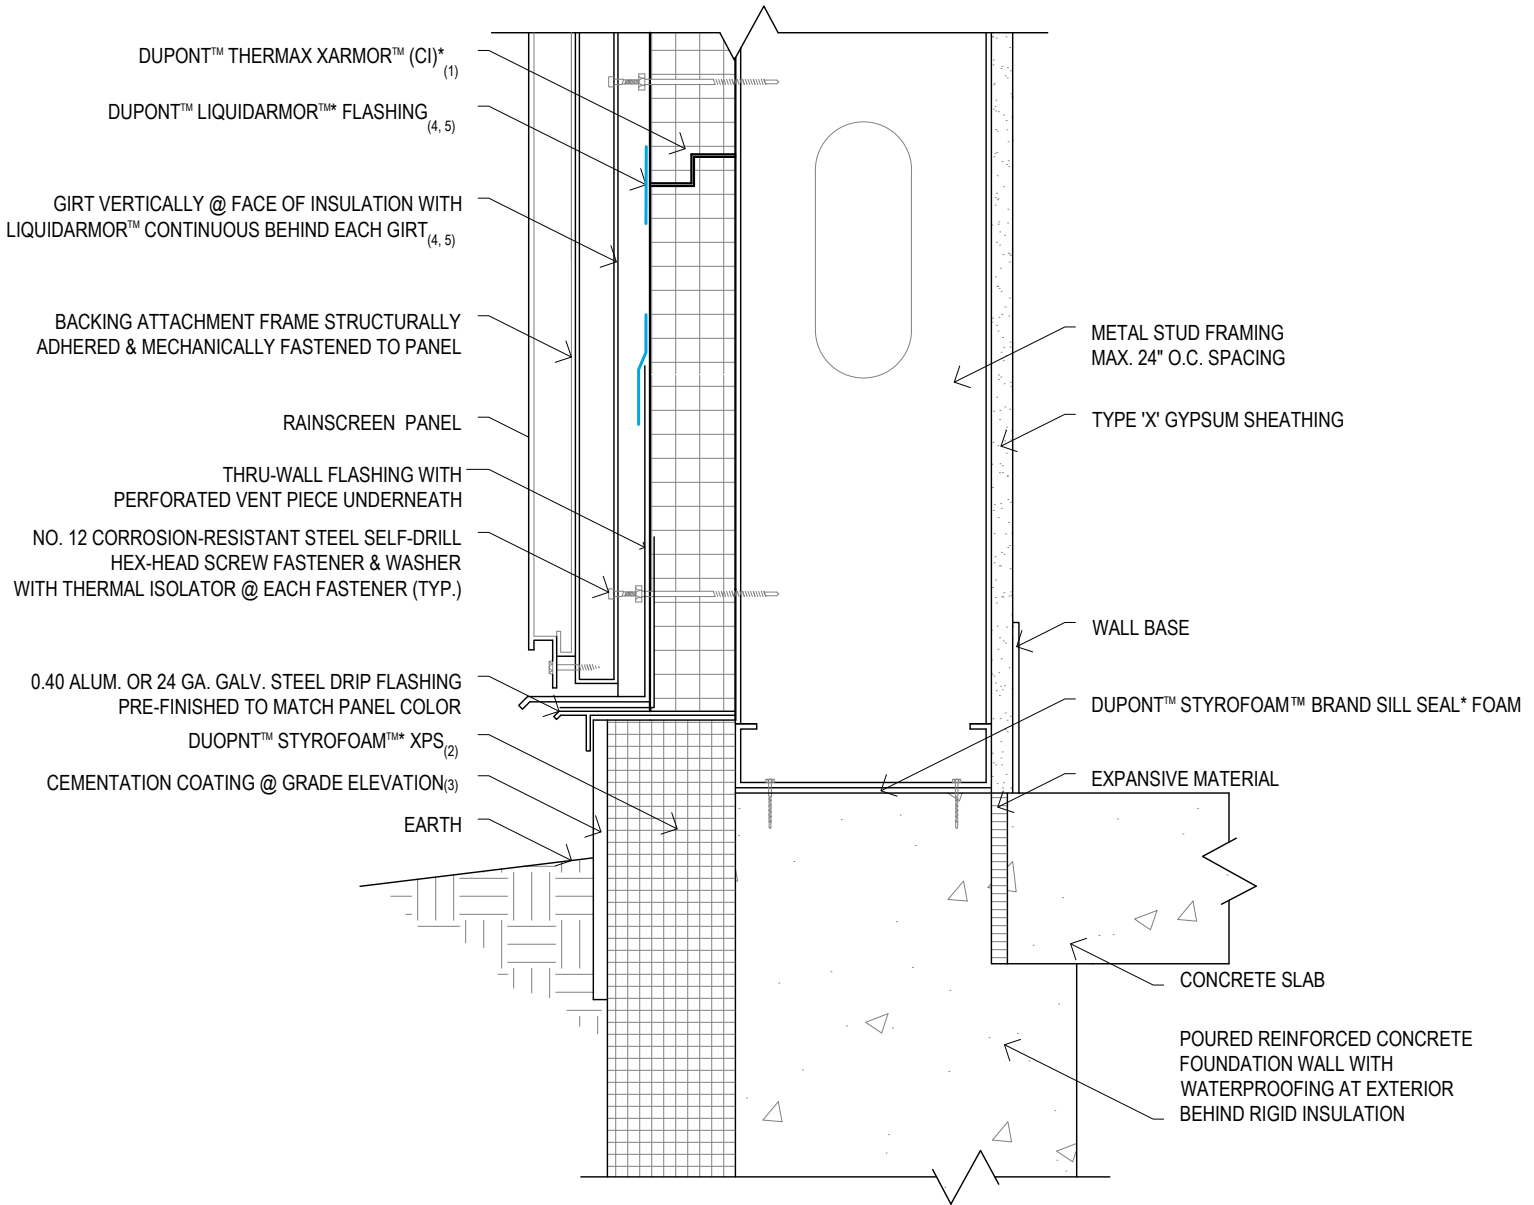 DUPONT™ THERMAX XARMOR™ (CI)*(1)
DUPONT™ LIQUIDARMOR™* FLASHING(4, 5)
GIRT VERTICALLY @ FACE OF INSULATION WITH
LIQUIDARMOR™ CONTINUOUS BEHIND EACH GIRT(4, 5)
BACKING ATTACHMENT FRAME STRUCTURALLY
ADHERED & MECHANICALLY FASTENED TO PANEL
RAINSCREEN PANEL
THRU-WALL FLASHING WITH
PERFORATED VENT PIECE UNDERNEATH
NO. 12 CORROSION-RESISTANT STEEL SELF-DRILL
HEX-HEAD SCREW FASTENER & WASHER
WITH THERMAL ISOLATOR @ EACH FASTENER (TYP.)
0.40 ALUM. OR 24 GA. GALV. STEEL DRIP FLASHING
PRE-FINISHED TO MATCH PANEL COLOR
DUOPNT™ STYROFOAM™* XPS(2)
CEMENTATION COATING @ GRADE ELEVATION(3)
EARTH
METAL STUD FRAMING
MAX. 24" O.C. SPACING
TYPE 'X' GYPSUM SHEATHING
WALL BASE
DUPONT™ STYROFOAM™ BRAND SILL SEAL* FOAM
EXPANSIVE MATERIAL
CONCRETE SLAB
POURED REINFORCED CONCRETE
FOUNDATION WALL WITH
WATERPROOFING AT EXTERIOR
BEHIND RIGID INSULATION